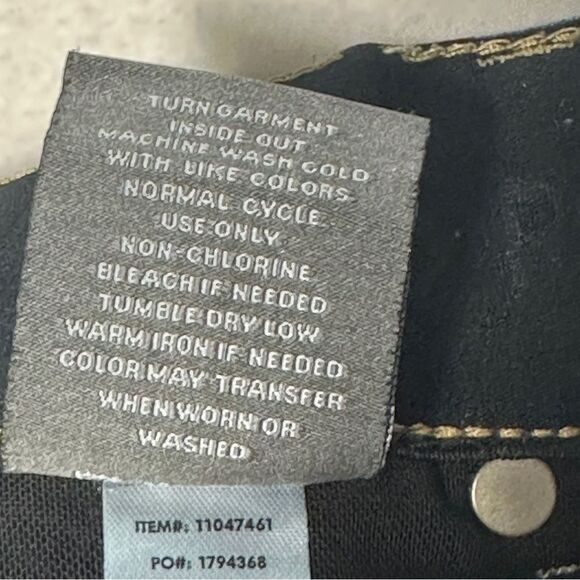 TURN GARMENT
INSIDE OUT
MACHINE WASH COLD
WITH LIKE COLORS
NORMAL CYCLE
USE ONLY
NON-CHLORINE
BLEACH IF NEEDED
TUMBLE DRY LOW
WARM IRON IF NEEDED
COLOR MAY TRANSFER
WHEN WORN OR
WASHED
ITEM#: 11047461
PO#: 1794368